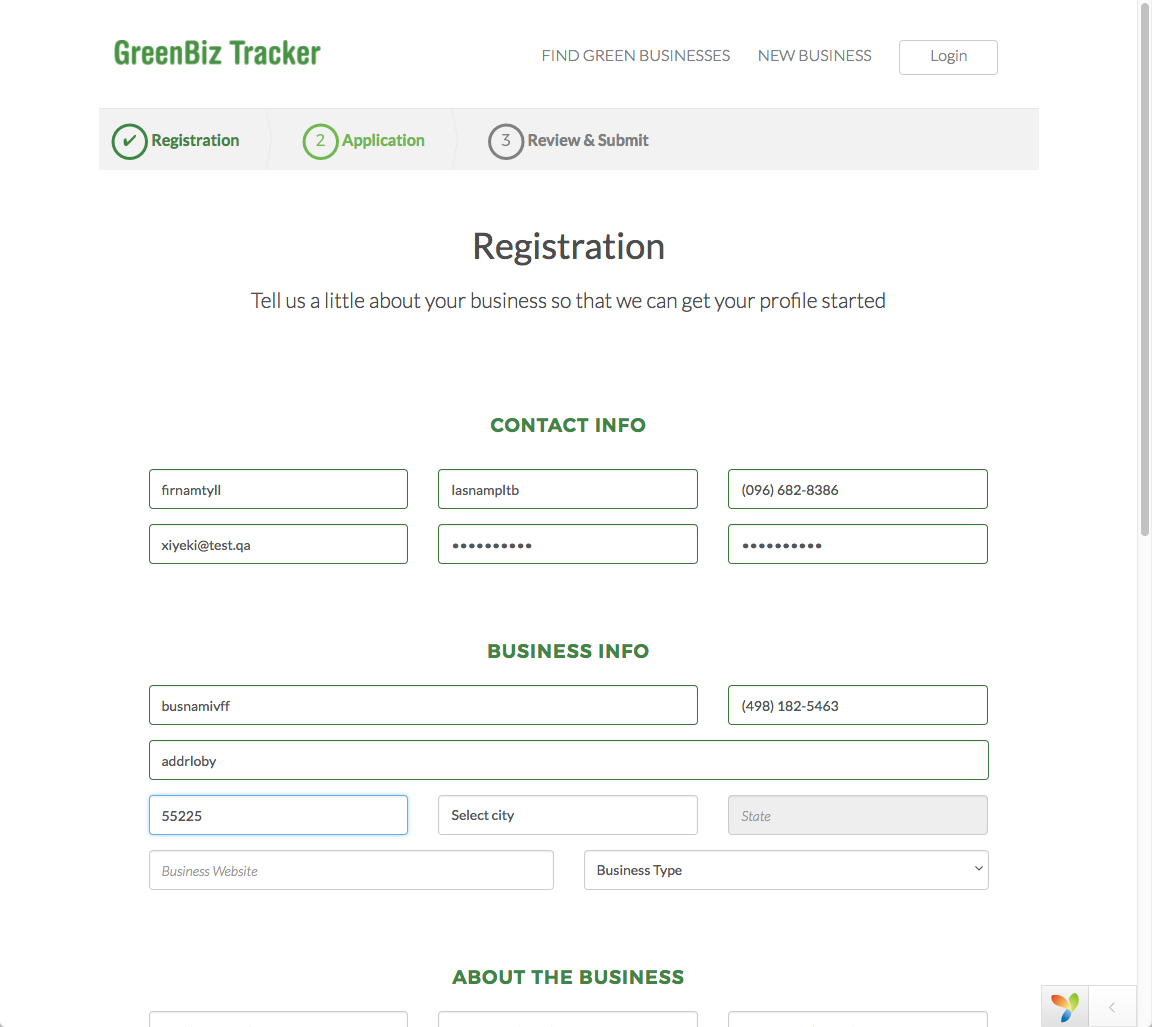 GreenBiz Tracker
FIND GREEN BUSINESSES NEW BUSINESS Login
✔ Registration 2 Application 3 Review & Submit
Registration
Tell us a little about your business so that we can get your profile started
CONTACT INFO
firnamtyll lasnampltb (096) 682-8386
xiyeki@test.qa •••••••••• ••••••••••
BUSINESS INFO
busnamivff (498) 182-5463
addrloby
55225 Select city State
Business Website Business Type
ABOUT THE BUSINESS